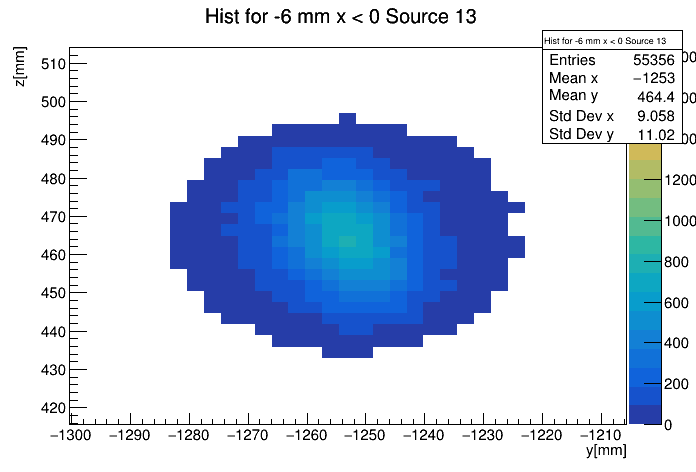 Hist for -6 mm x < 0 Source 13
z[mm]
Hist for -6 mm x < 0 Source 13
Entries 55356
Mean x −1253
Mean y 464.4
Std Dev x 9.058
Std Dev y 11.02
510
500
490
480
470
460
450
440
430
420
1200
1000
800
600
400
200
0
−1300 −1290 −1280 −1270 −1260 −1250 −1240 −1230 −1220 −1210
y[mm]